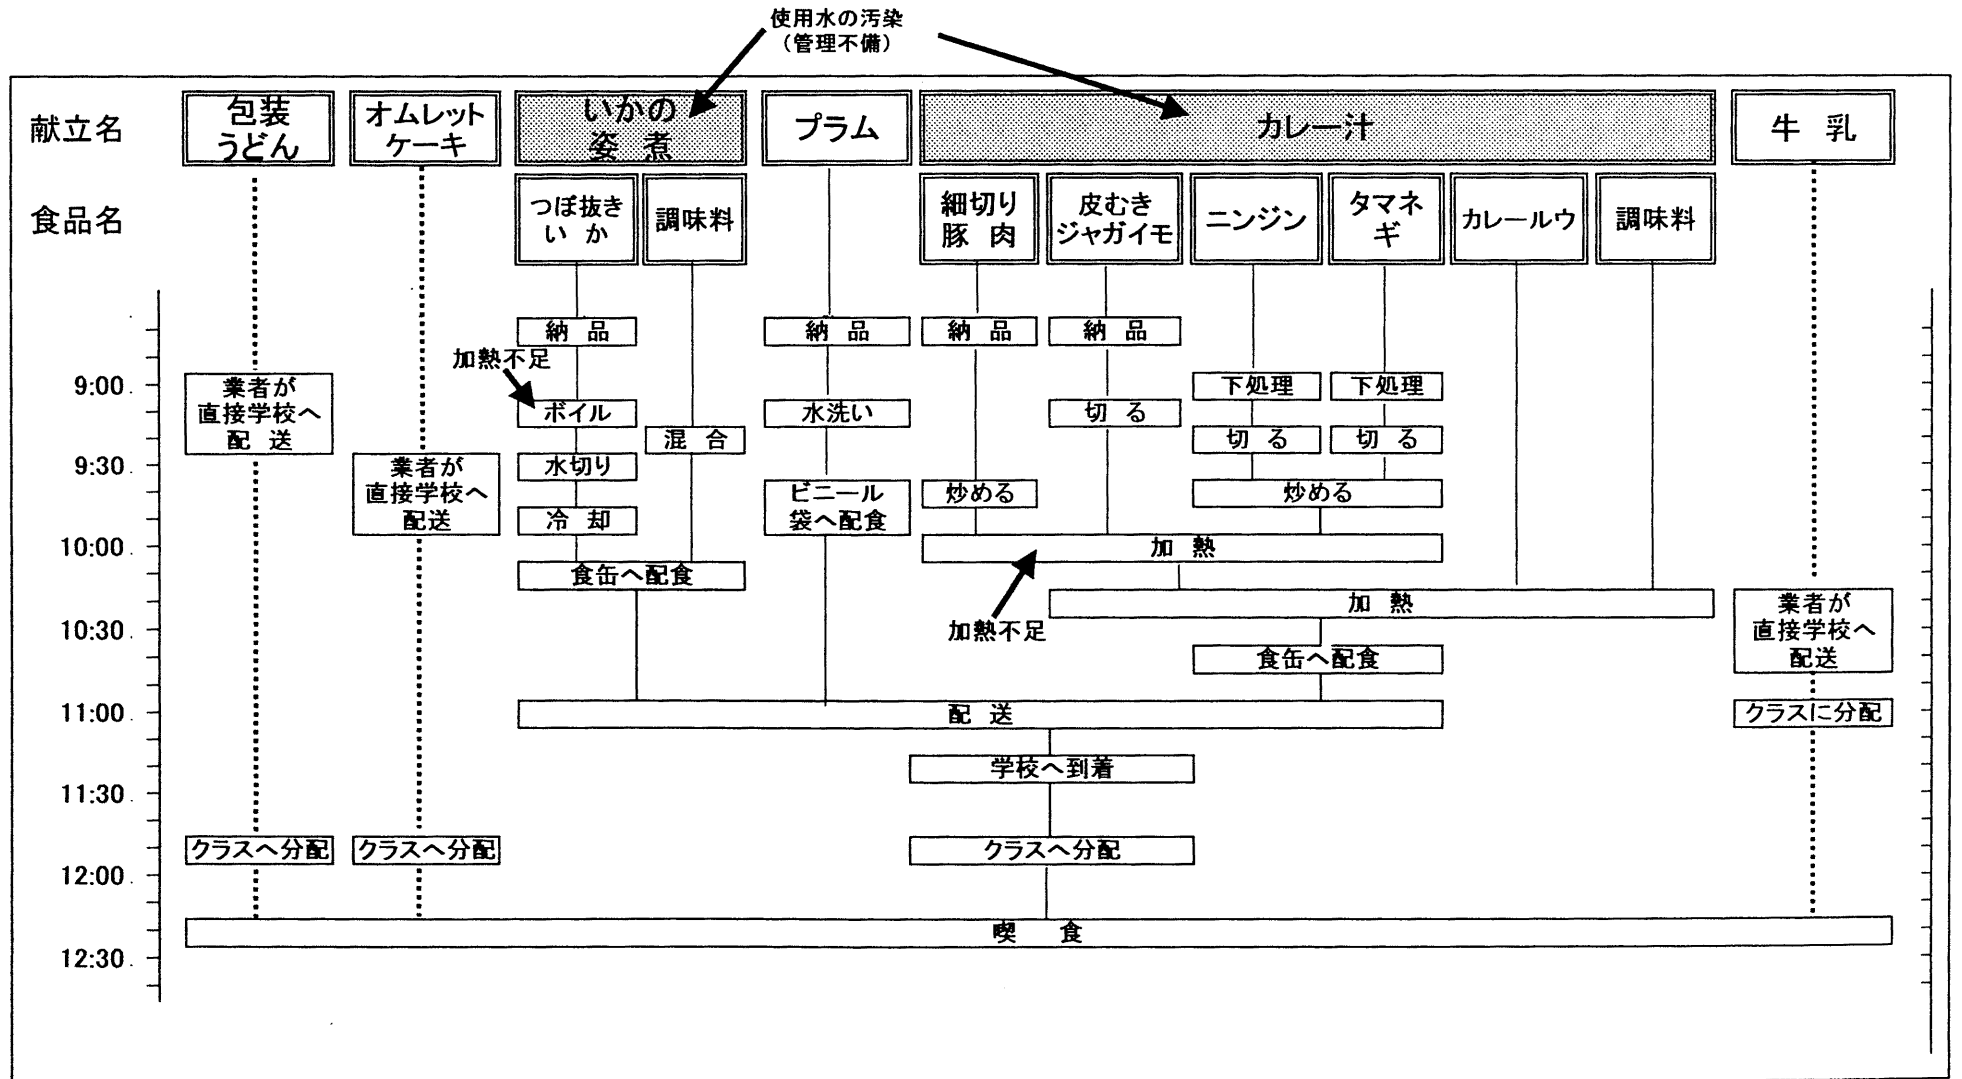 使用水の汚染
（管理不備）
献立名
包装
うどん
オムレット
ケーキ
いかの
姿 煮
プラム
カレー汁
牛 乳
食品名
つぼ抜き
い か
調味料
細切り
豚 肉
皮むき
ジャガイモ
ニンジン
タマネ
ギ
カレールウ
調味料
納 品
納 品
納 品
納 品
加熱不足
9:00
業者が
直接学校へ
配 送
ボイル
水洗い
切 る
下処理
下処理
混 合
切 る
切 る
9:30
業者が
直接学校へ
配送
水切り
ビニール
袋へ配食
炒める
炒める
冷 却
10:00
加 熱
食缶へ配食
加熱不足
加 熱
業者が
直接学校へ
配送
10:30
食缶へ配食
11:00
配 送
クラスに分配
学校へ到着
11:30
クラスへ分配
クラスへ分配
クラスへ分配
12:00
喫 食
12:30